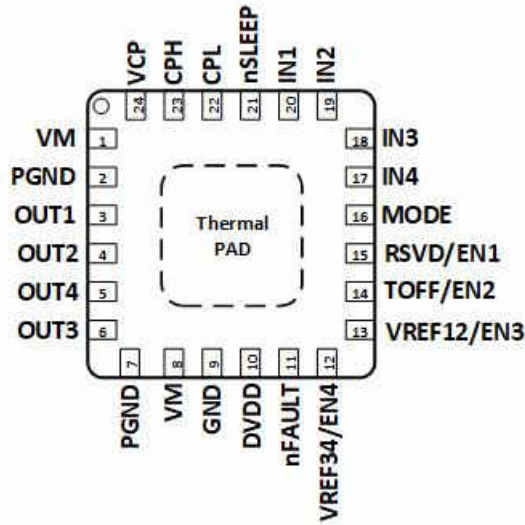 VCP
CPH
CPL
nSLEEP
IN1
IN2
24
23
22
21
20
19
VM
1
18
IN3
PGND
2
17
IN4
OUT1
3
Thermal
PAD
16
MODE
OUT2
4
15
RSVD/EN1
OUT4
5
14
TOFF/EN2
OUT3
6
13
VREF12/EN3
7
8
9
10
11
12
PGND
VM
GND
DVDD
nFAULT
VREF34/EN4